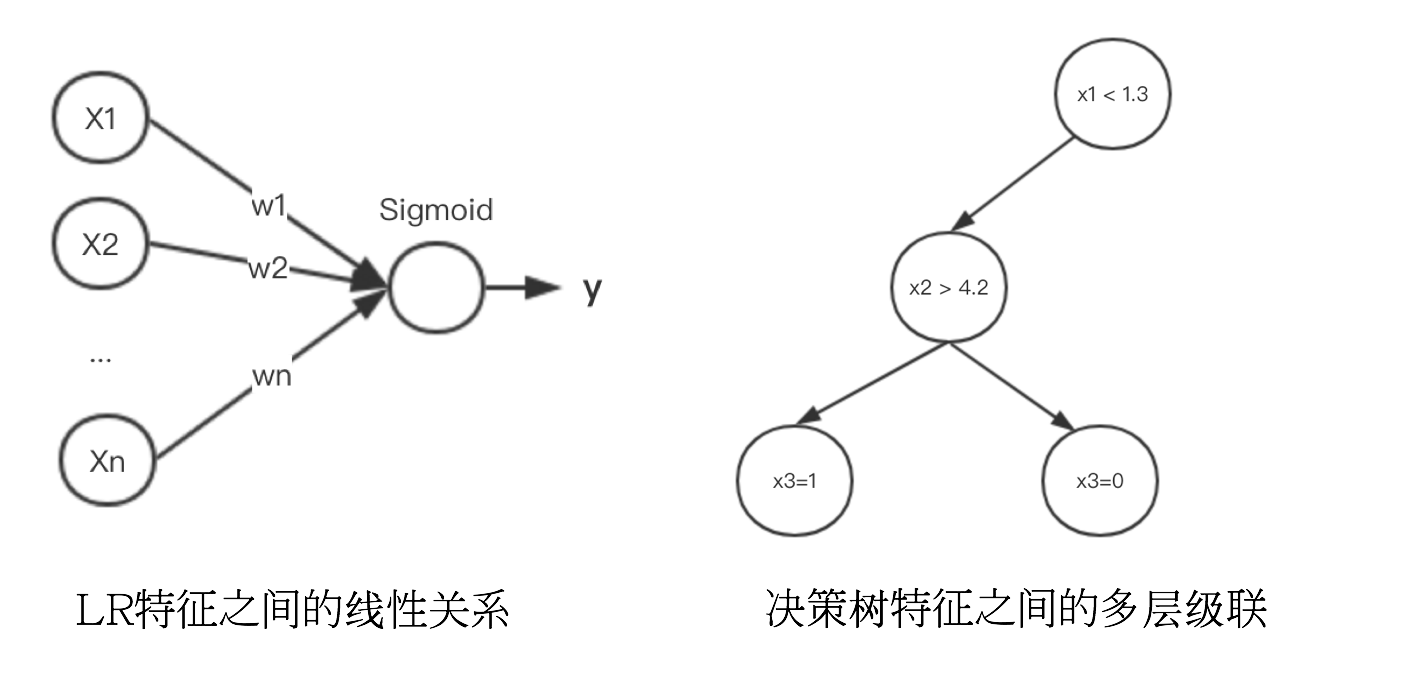 X1
w1
Sigmoid
X2
w2
y
...
wn
Xn
LR特征之间的线性关系
x1 < 1.3
x2 > 4.2
x3=1
x3=0
决策树特征之间的多层级联